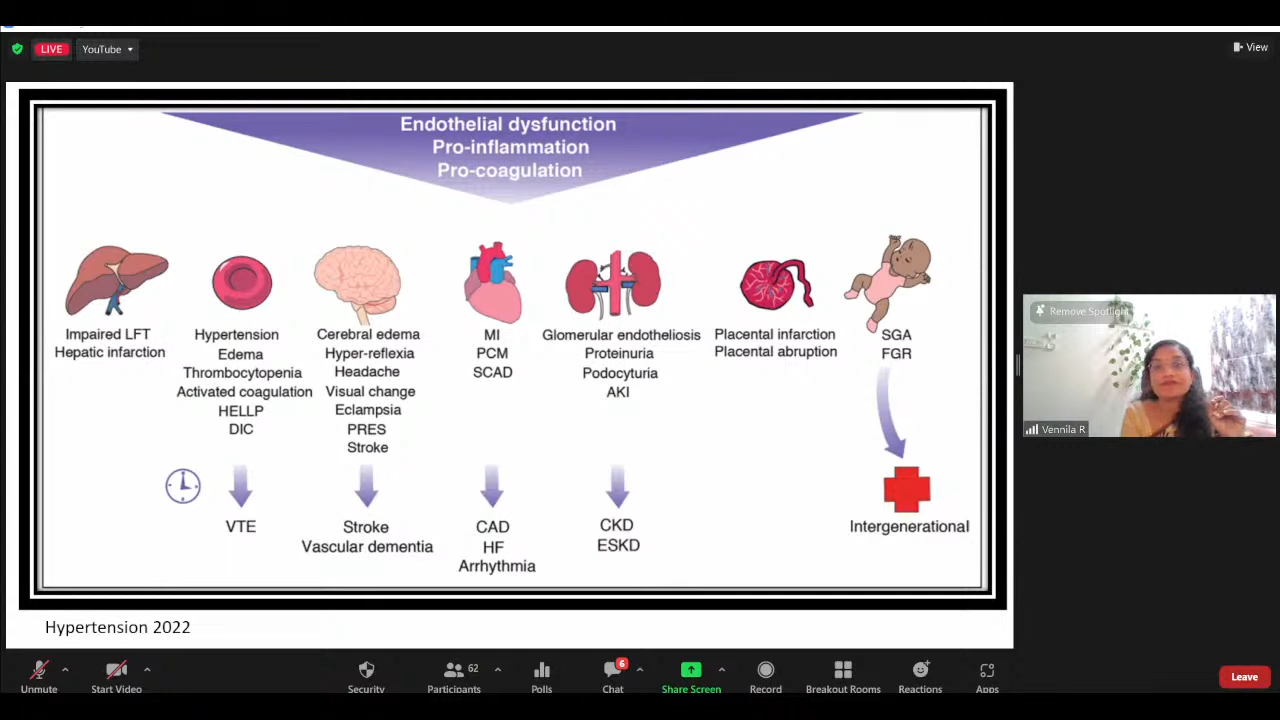 LIVE
YouTube
View
Endothelial dysfunction
Pro-inflammation
Pro-coagulation
Impaired LFT
Hepatic infarction
Hypertension
Edema
Thrombocytopenia
Activated coagulation
HELLP
DIC
Cerebral edema
Hyper-reflexia
Headache
Visual change
Eclampsia
PRES
Stroke
MI
PCM
SCAD
Glomerular endotheliosis
Proteinuria
Podocyturia
AKI
Placental infarction
Placental abruption
SGA
FGR
VTE
Stroke
Vascular dementia
CAD
HF
Arrhythmia
CKD
ESKD
Intergenerational
Hypertension 2022
Remove Spotlight
Vennila R
Unmute
Start Video
Security
Participants
62
Polls
Chat
6
Share Screen
Record
Breakout Rooms
Reactions
Apps
Leave